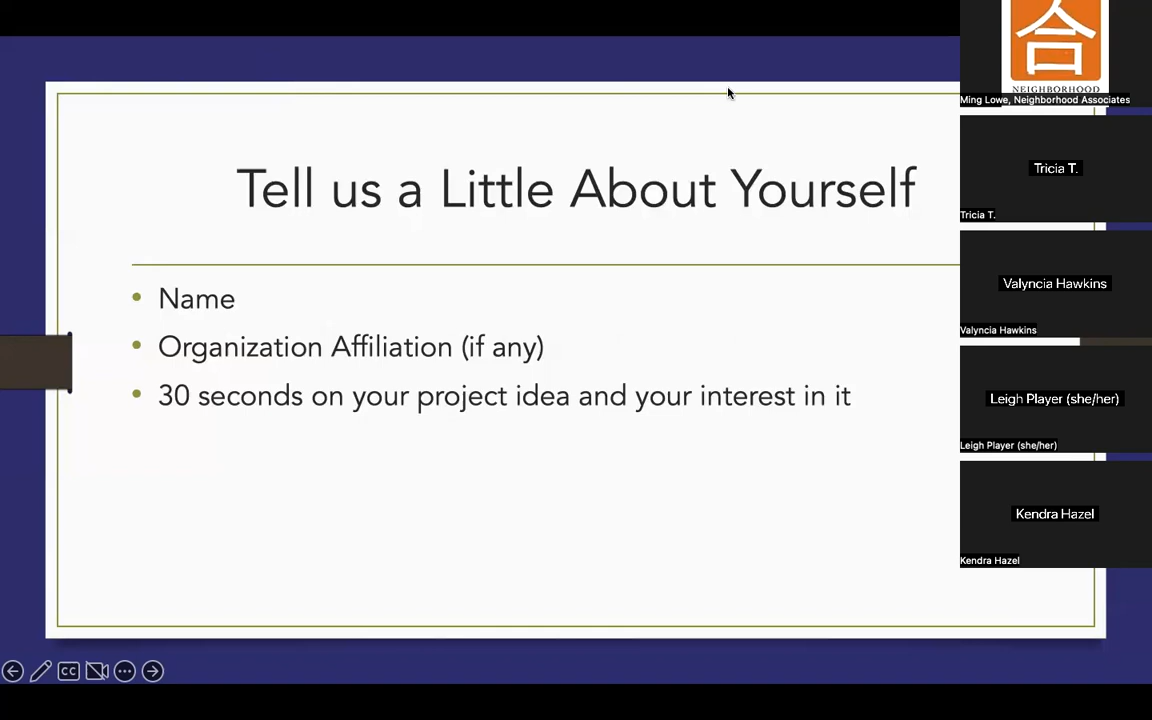 Tell us a Little About Yourself
• Name
• Organization Affiliation (if any)
• 30 seconds on your project idea and your interest in it
合
NEIGHBORHOOD
Ming Lowe, Neighborhood Associates
Tricia T.
Tricia T.
Valyncia Hawkins
Valyncia Hawkins
Leigh Player (she/her)
Leigh Player (she/her)
Kendra Hazel
Kendra Hazel
CC